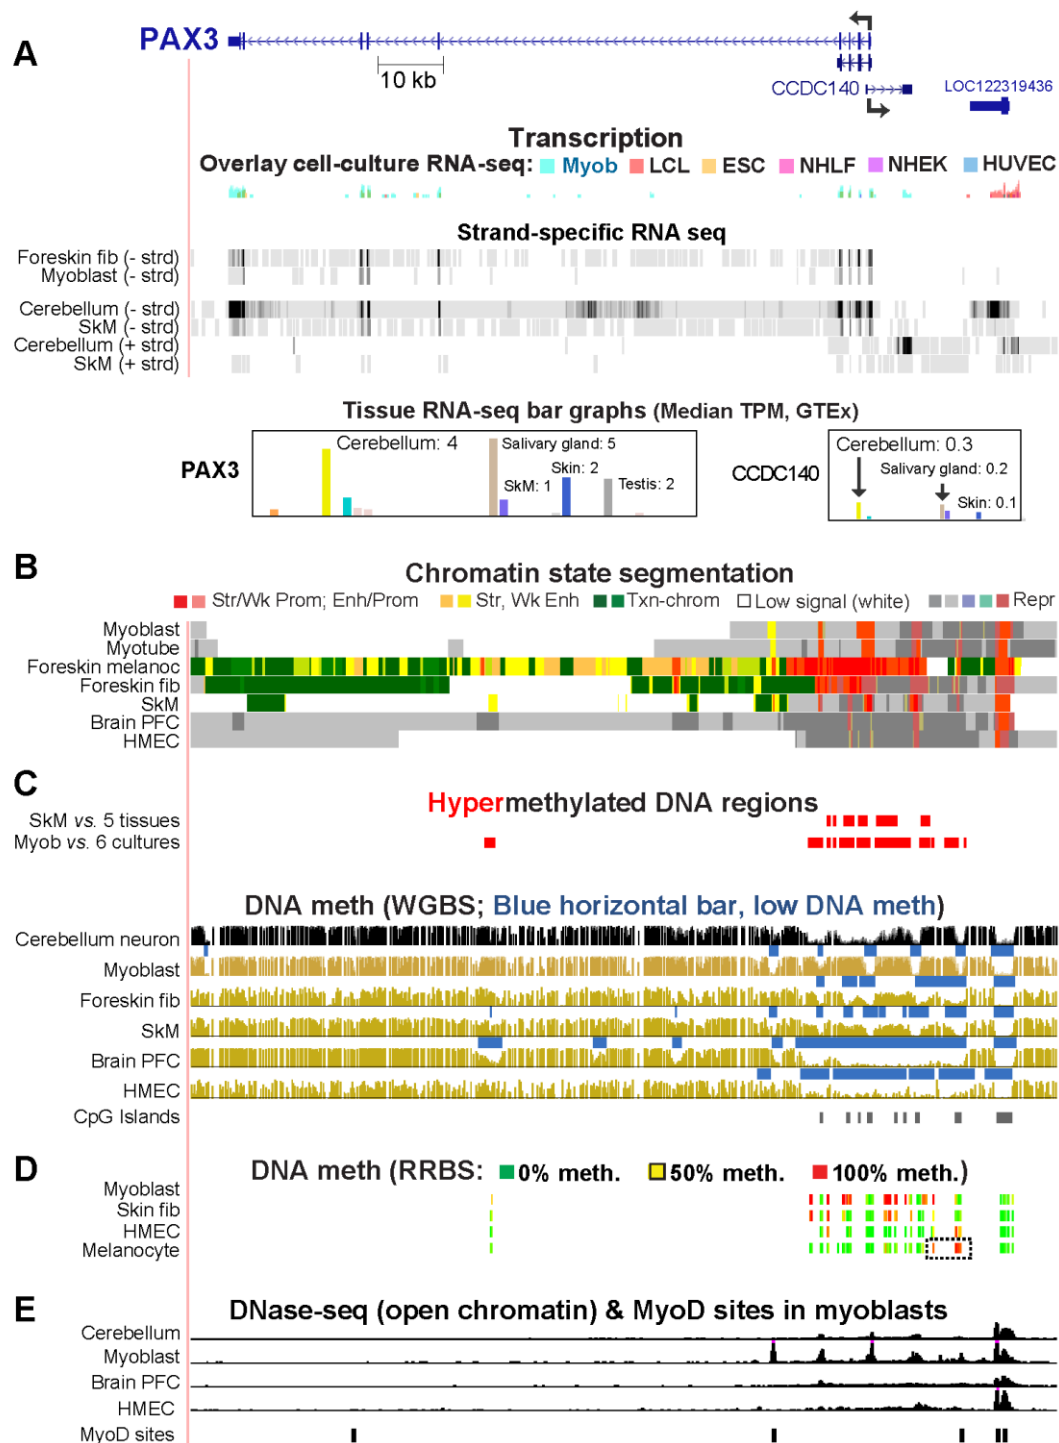 A
PAX3
10 kb
CCDC140
LOC122319436
Transcription
Overlay cell-culture RNA-seq: Myob LCL ESC NHLF NHEK HUVEC
Strand-specific RNA seq
Foreskin fib (- strd)
Myoblast (- strd)
Cerebellum (- strd)
SkM (- strd)
Cerebellum (+ strd)
SkM (+ strd)
Tissue RNA-seq bar graphs (Median TPM, GTEx)
PAX3
Cerebellum: 4
Salivary gland: 5
SkM: 1
Skin: 2
Testis: 2
CCDC140
Cerebellum: 0.3
Salivary gland: 0.2
Skin: 0.1
B
Chromatin state segmentation
Str/Wk Prom; Enh/Prom Str, Wk Enh Txn-chrom Low signal (white) Repr
Myoblast
Myotube
Foreskin melanoc
Foreskin fib
SkM
Brain PFC
HMEC
C
Hypermethylated DNA regions
SkM vs. 5 tissues
Myob vs. 6 cultures
DNA meth (WGBS; Blue horizontal bar, low DNA meth)
Cerebellum neuron
Myoblast
Foreskin fib
SkM
Brain PFC
HMEC
CpG Islands
D
DNA meth (RRBS: 0% meth. 50% meth. 100% meth.)
Myoblast
Skin fib
HMEC
Melanocyte
E
DNase-seq (open chromatin) & MyoD sites in myoblasts
Cerebellum
Myoblast
Brain PFC
HMEC
MyoD sites